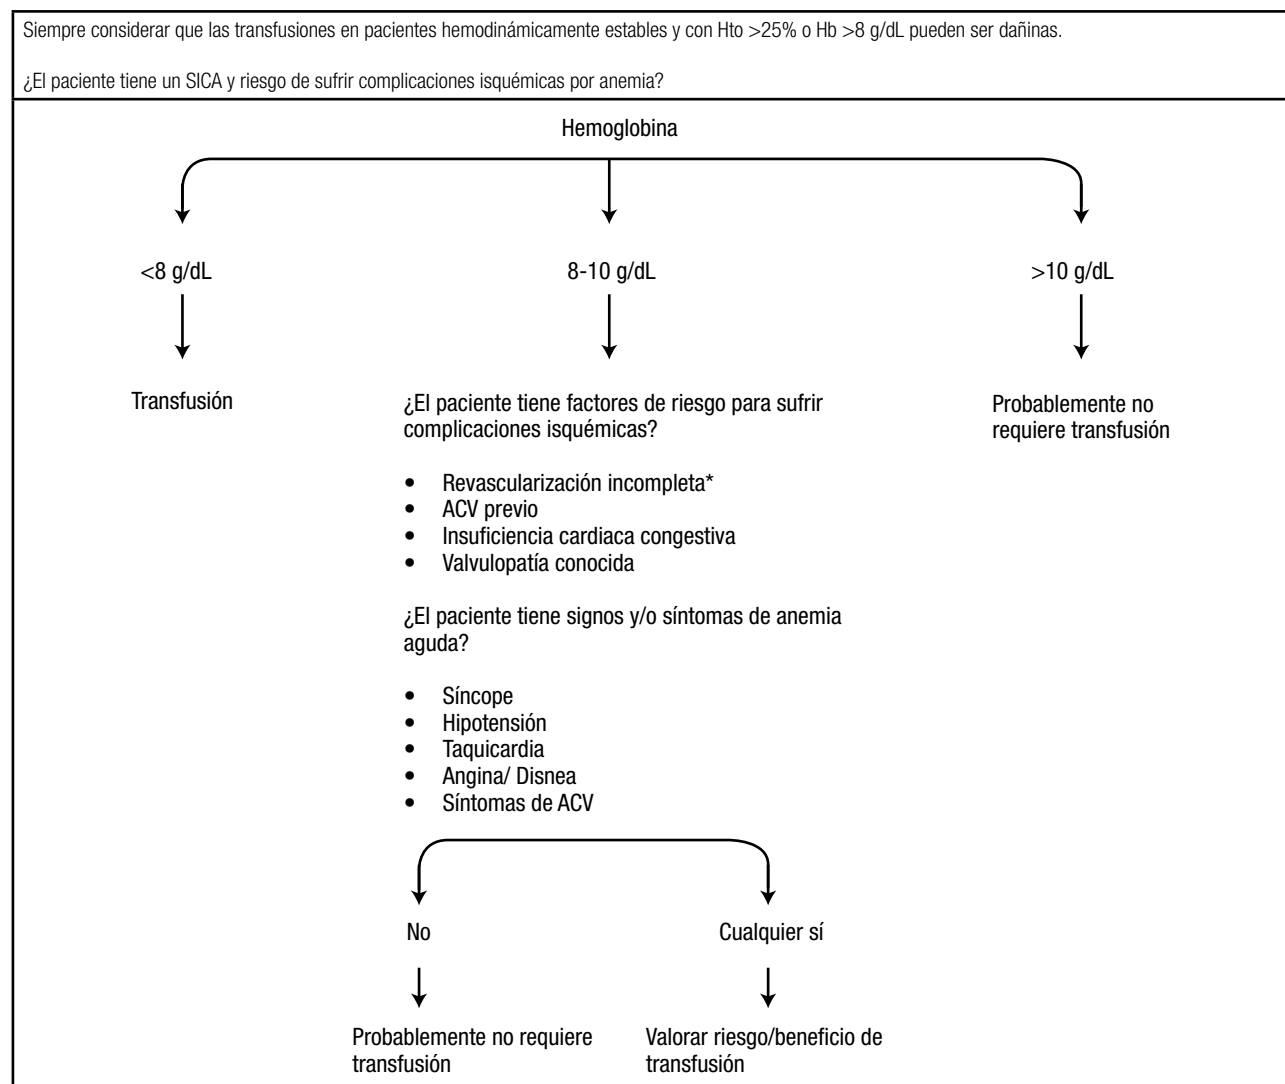 Siempre considerar que las transfusiones en pacientes hemodinámicamente estables y con Hto >25% o Hb >8 g/dL pueden ser dañinas.
¿El paciente tiene un SICA y riesgo de sufrir complicaciones isquémicas por anemia?
Hemoglobina
<8 g/dL
8-10 g/dL
>10 g/dL
Transfusión
¿El paciente tiene factores de riesgo para sufrir
complicaciones isquémicas?
• Revascularización incompleta*
• ACV previo
• Insuficiencia cardiaca congestiva
• Valvulopatía conocida
¿El paciente tiene signos y/o síntomas de anemia
aguda?
• Síncope
• Hipotensión
• Taquicardia
• Angina/ Disnea
• Síntomas de ACV
Probablemente no
requiere transfusión
No
Cualquier sí
Probablemente no requiere
transfusión
Valorar riesgo/beneficio de
transfusión